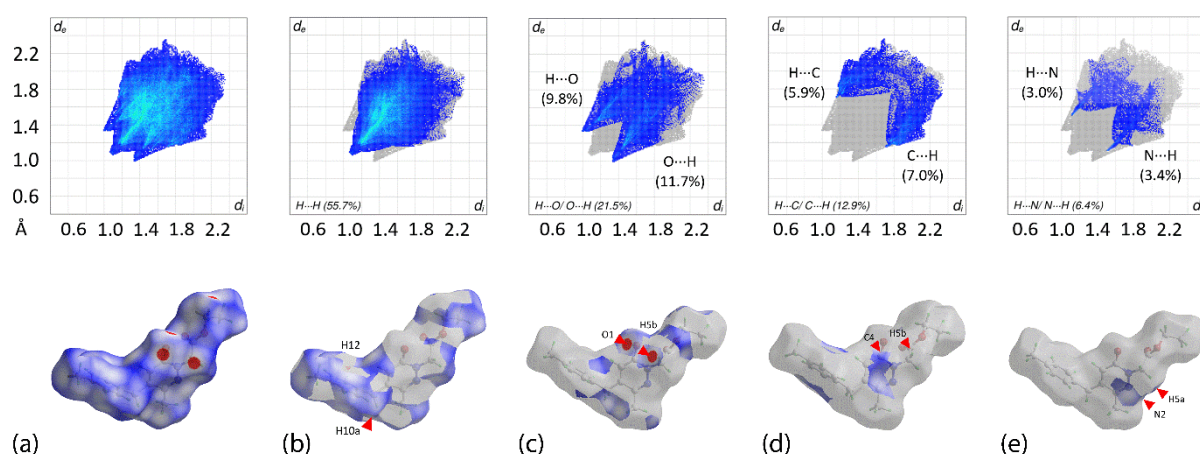 de
de
de
de
de
2.2
1.8
1.4
1.0
0.6
Å
H···O
(9.8%)
O···H
(11.7%)
H···C
(5.9%)
C···H
(7.0%)
H···N
(3.0%)
N···H
(3.4%)
di
H···H (55.7%)
di
H···O/ O···H (21.5%)
di
H···C/ C···H (12.9%)
di
H···N/ N···H (6.4%)
d
0.6 1.0 1.4 1.8 2.2
0.6 1.0 1.4 1.8 2.2
0.6 1.0 1.4 1.8 2.2
0.6 1.0 1.4 1.8 2.2
0.6 1.0 1.4 1.8 2.2
H12
H10a
O1
H5b
C4
H5b
H5a
N2
(a)
(b)
(c)
(d)
(e)